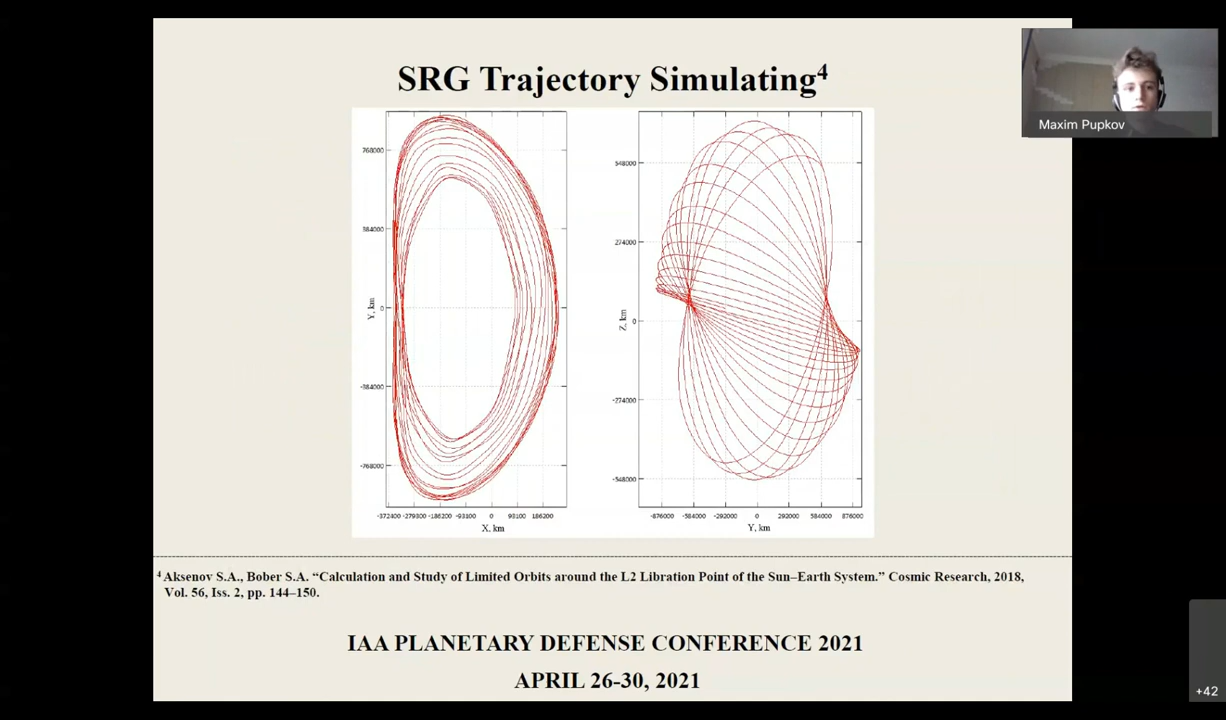 SRG Trajectory Simulating4
Maxim Pupkov
768000
384000
0
-384000
-768000
Y, km
-372400 -279300 -186200 -93100 0 93100 186200
X, km
548000
274000
0
-274000
-548000
Z, km
-876000 -584000 -292000 0 292000 584000 876000
Y, km
4 Aksenov S.A., Bober S.A. “Calculation and Study of Limited Orbits around the L2 Libration Point of the Sun–Earth System.” Cosmic Research, 2018,
Vol. 56, Iss. 2, pp. 144–150.
IAA PLANETARY DEFENSE CONFERENCE 2021
APRIL 26-30, 2021
+42